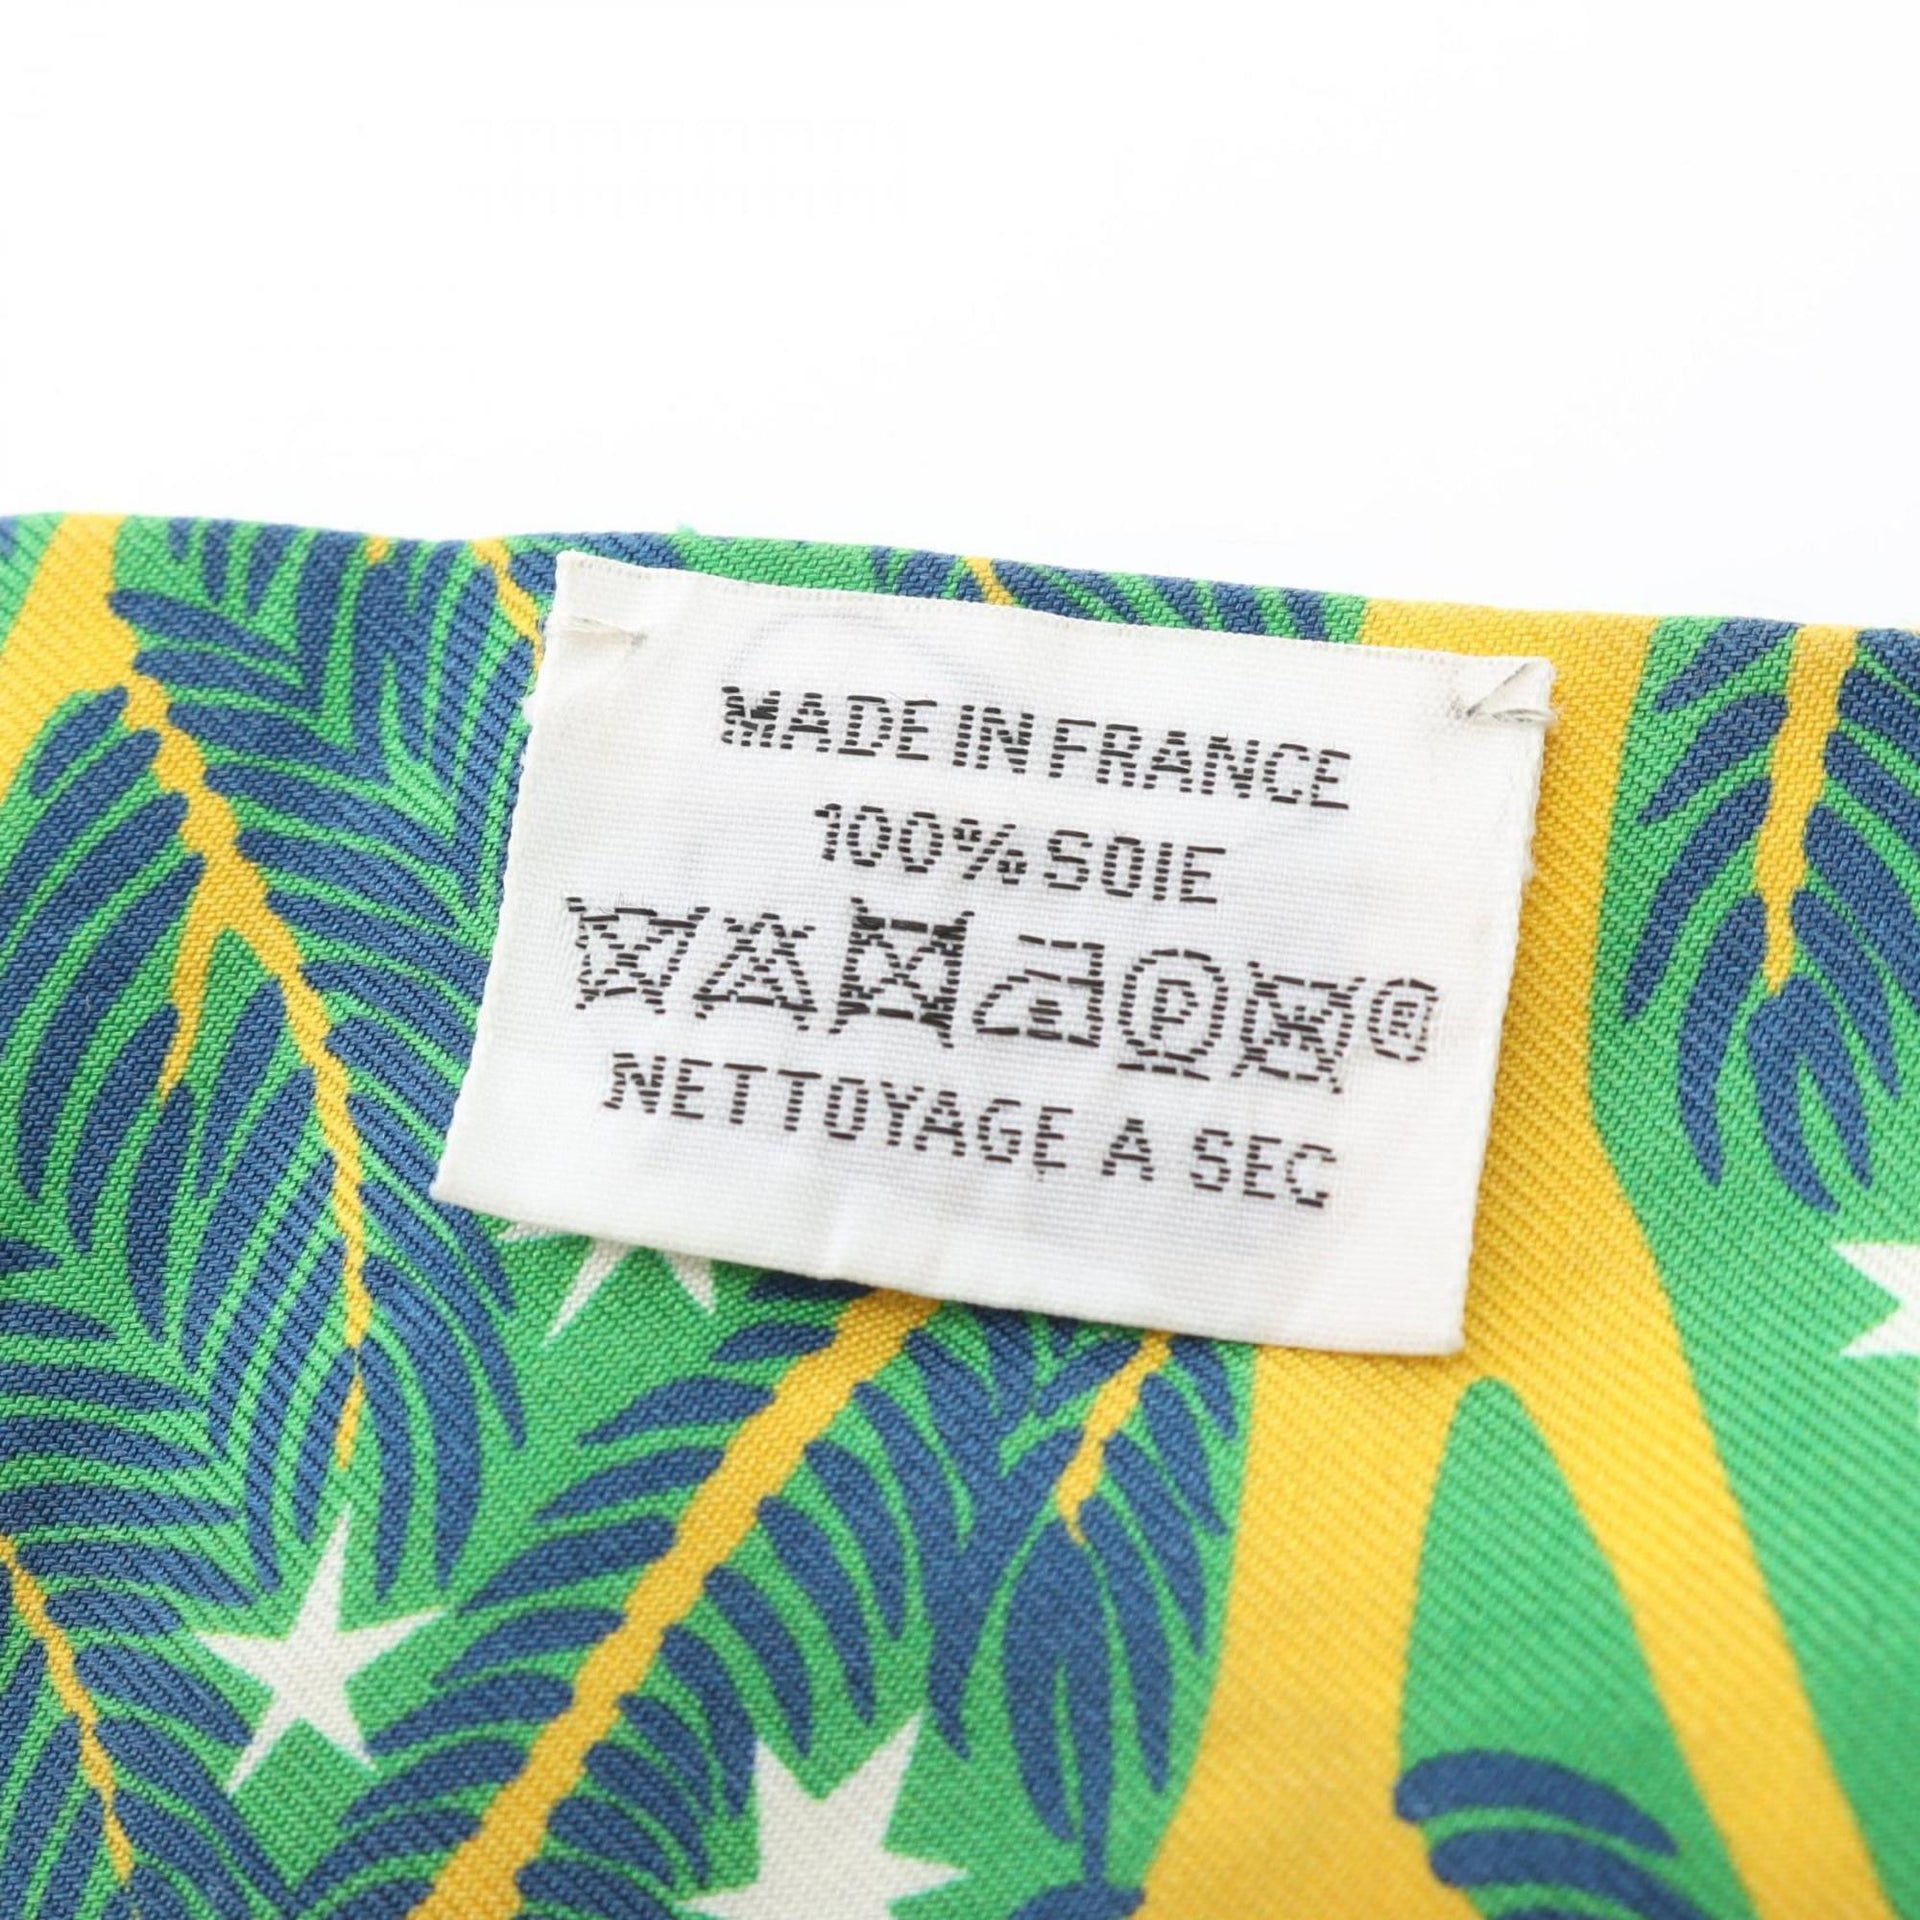 MADE IN FRANCE
100% SOIE
P ®
NETTOYAGE A SEC